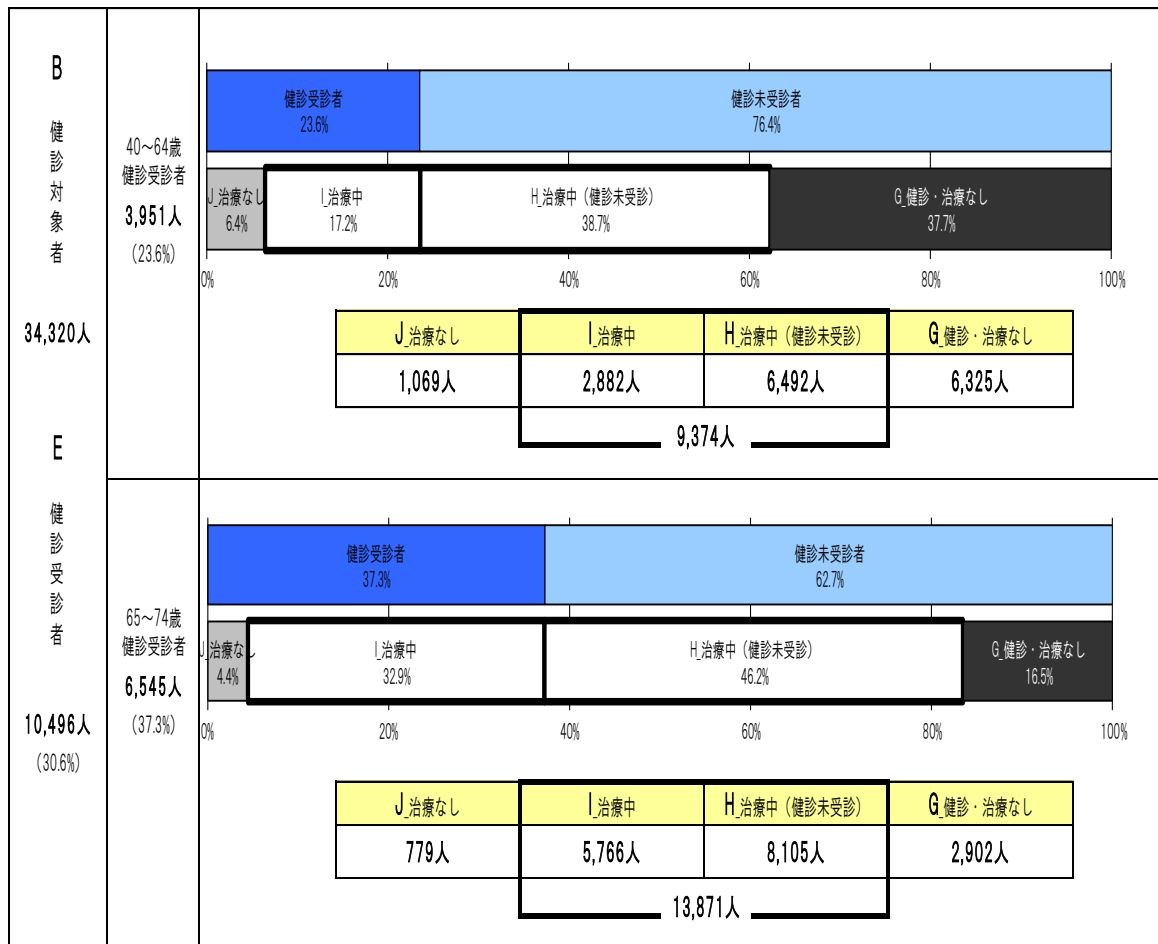 B
健診対象者
34,320人
E
健診受診者
10,496人
(30.6%)
40～64歳
健診受診者
3,951人
(23.6%)
健診受診者
23.6%
健診未受診者
76.4%
J_治療なし
6.4%
I_治療中
17.2%
H_治療中（健診未受診）
38.7%
G_健診・治療なし
37.7%
0% 20% 40% 60% 80% 100%
J_治療なし I_治療中 H_治療中（健診未受診） G_健診・治療なし
1,069人 2,882人 6,492人 6,325人
9,374人
65～74歳
健診受診者
6,545人
(37.3%)
健診受診者
37.3%
健診未受診者
62.7%
J_治療なし
4.4%
I_治療中
32.9%
H_治療中（健診未受診）
46.2%
G_健診・治療なし
16.5%
0% 20% 40% 60% 80% 100%
J_治療なし I_治療中 H_治療中（健診未受診） G_健診・治療なし
779人 5,766人 8,105人 2,902人
13,871人